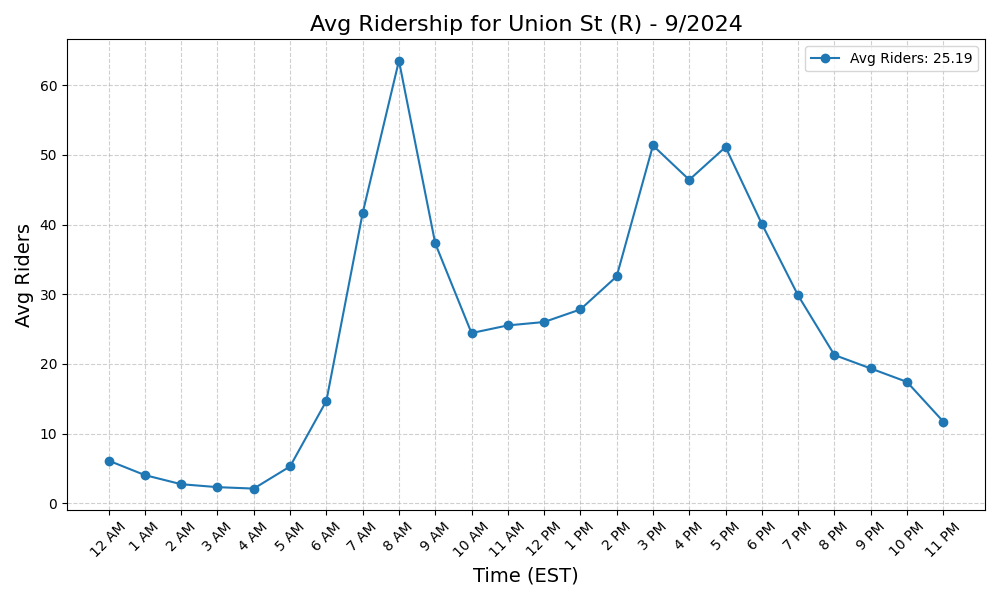 Avg Ridership for Union St (R) - 9/2024
Avg Riders: 25.19
Avg Riders
60
50
40
30
20
10
0
12 AM
1 AM
2 AM
3 AM
4 AM
5 AM
6 AM
7 AM
8 AM
9 AM
10 AM
11 AM
12 PM
1 PM
2 PM
3 PM
4 PM
5 PM
6 PM
7 PM
8 PM
9 PM
10 PM
11 PM
Time (EST)